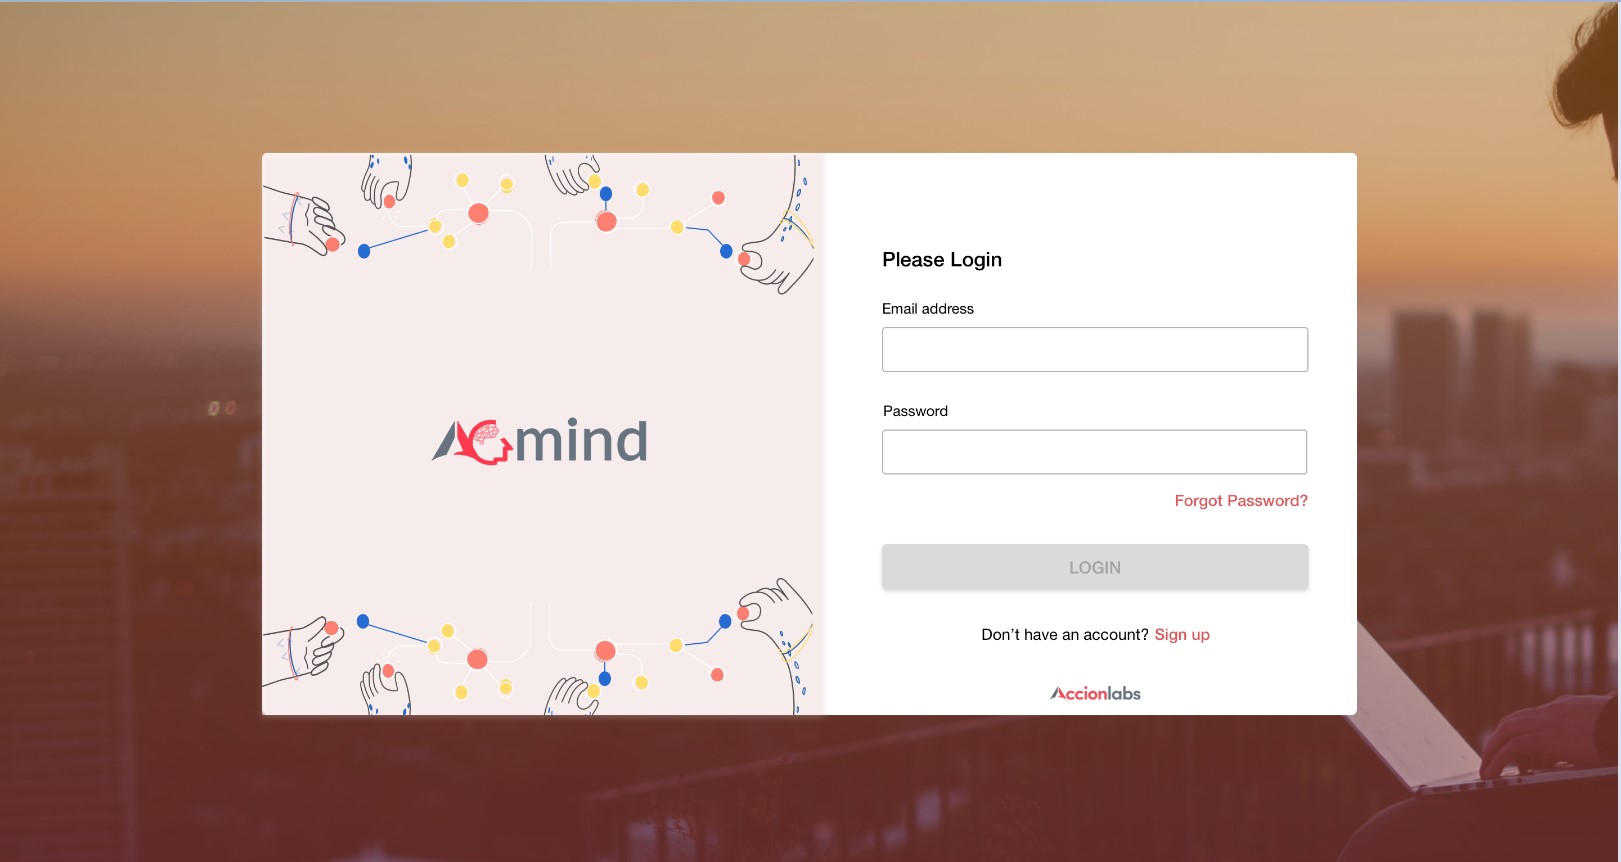 ACmind
Please Login
Email address
Password
Forgot Password?
LOGIN
Don’t have an account? Sign up
Accionlabs